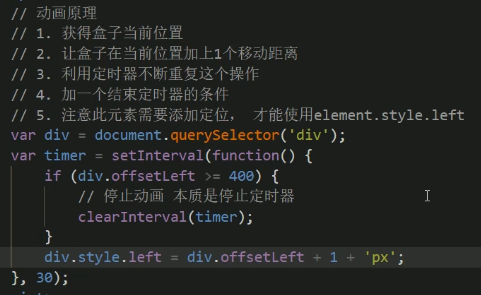 // 动画原理
// 1. 获得盒子当前位置
// 2. 让盒子在当前位置加上1个移动距离
// 3. 利用定时器不断重复这个操作
// 4. 加一个结束定时器的条件
// 5. 注意此元素需要添加定位， 才能使用element.style.left
var div = document.querySelector('div');
var timer = setInterval(function() {
    if (div.offsetLeft >= 400) {
        // 停止动画 本质是停止定时器
        clearInterval(timer);
    }
    div.style.left = div.offsetLeft + 1 + 'px';
}, 30);